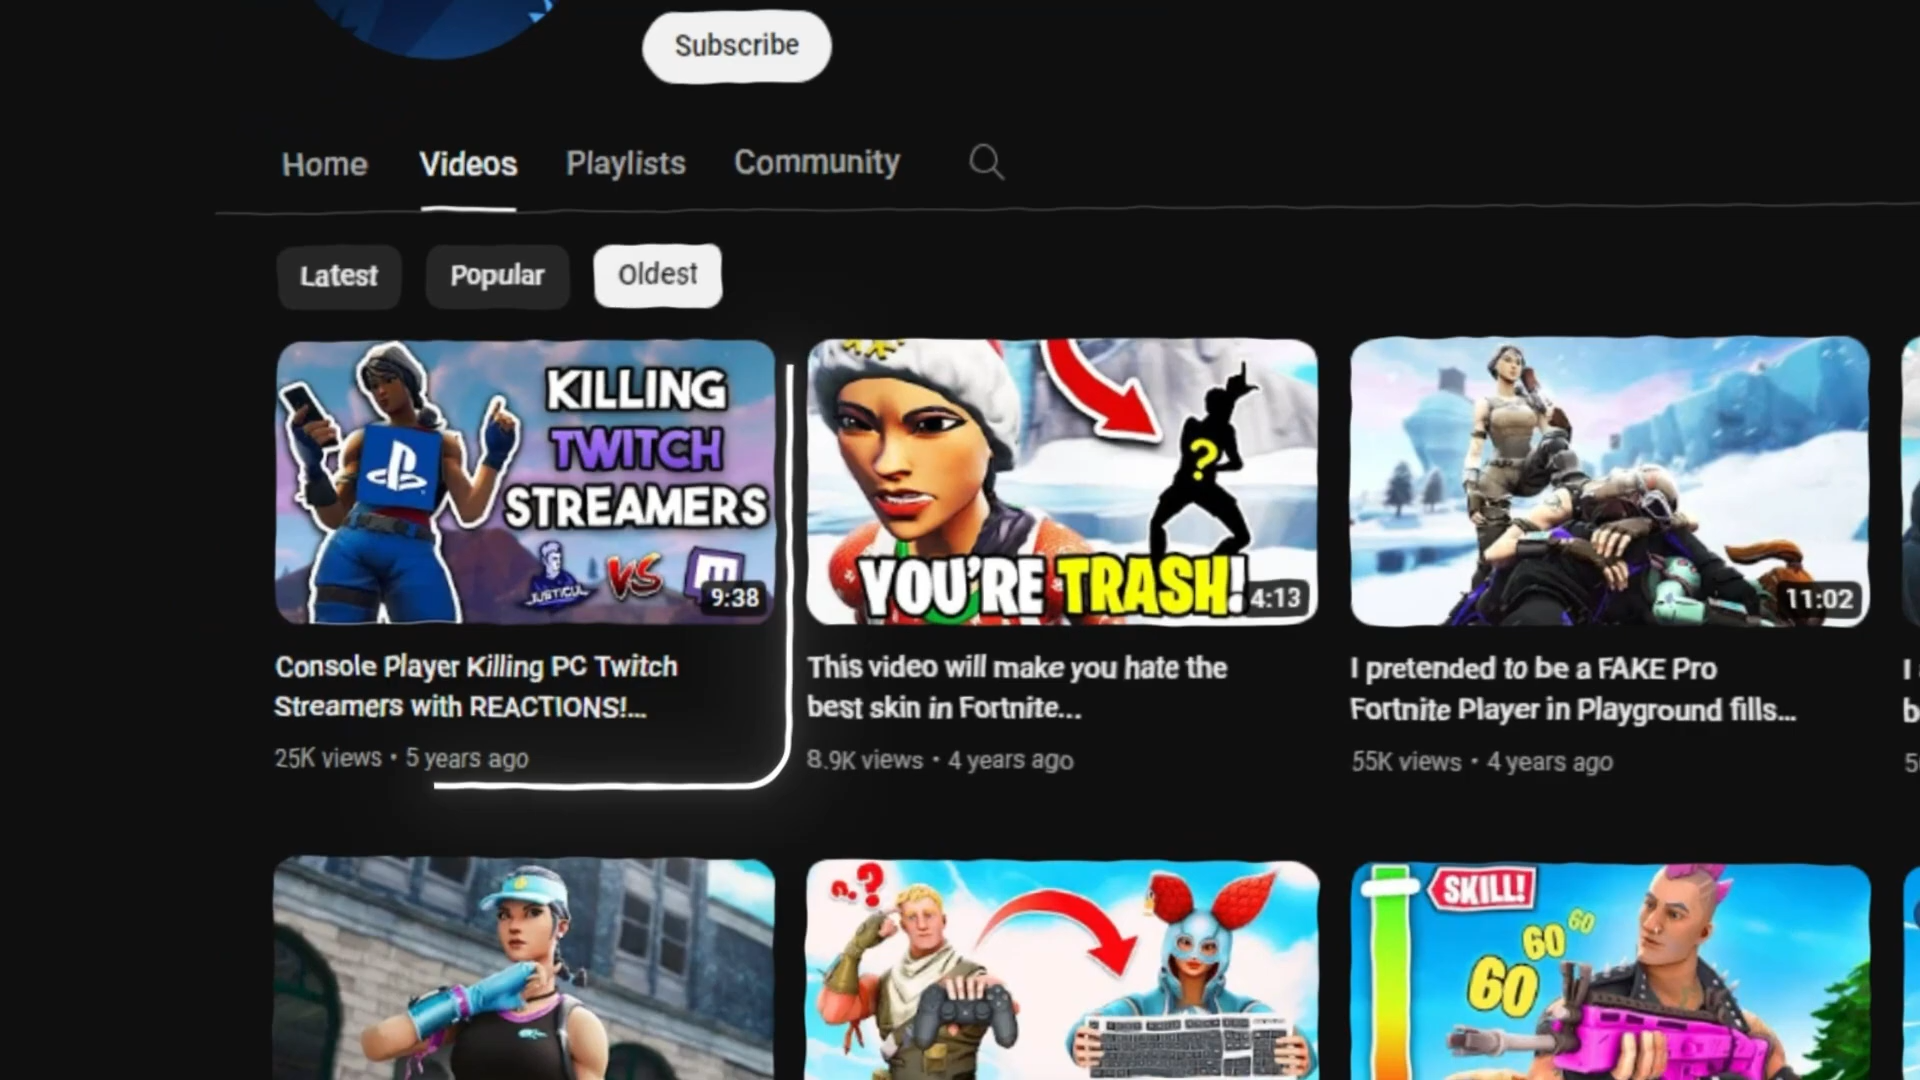 Subscribe
Home Videos Playlists Community
Latest Popular Oldest
KILLING
TWITCH
STREAMERS
JUSTICUL VS
9:38
?
YOU'RE TRASH!
4:13
11:02
Console Player Killing PC Twitch
Streamers with REACTIONS!...
25K views • 5 years ago
This video will make you hate the
best skin in Fortnite...
8.9K views • 4 years ago
I pretended to be a FAKE Pro
Fortnite Player in Playground fills...
55K views • 4 years ago
I
b
5
??
SKILL!
60
60
60